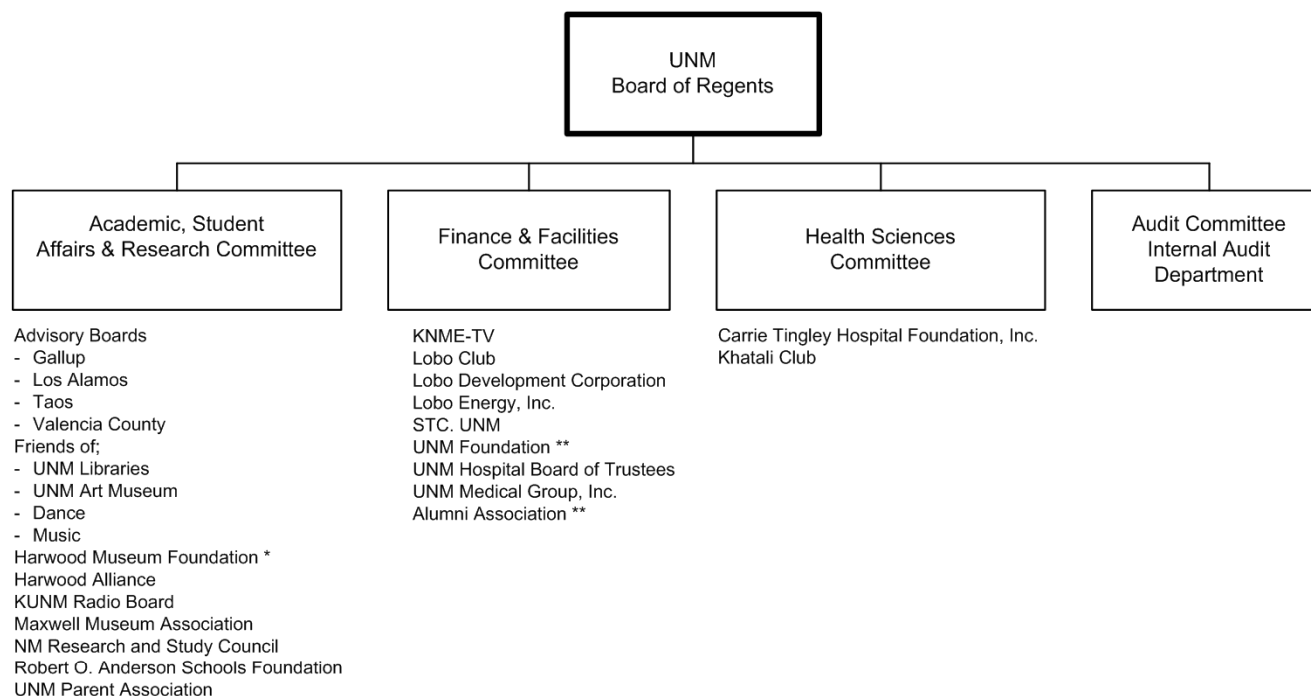 UNM
Board of Regents
Academic, Student
Affairs & Research Committee
Finance & Facilities
Committee
Health Sciences
Committee
Audit Committee
Internal Audit
Department
Advisory Boards
- Gallup
- Los Alamos
- Taos
- Valencia County
Friends of;
- UNM Libraries
- UNM Art Museum
- Dance
- Music
Harwood Museum Foundation *
Harwood Alliance
KUNM Radio Board
Maxwell Museum Association
NM Research and Study Council
Robert O. Anderson Schools Foundation
UNM Parent Association
KNME-TV
Lobo Club
Lobo Development Corporation
Lobo Energy, Inc.
STC. UNM
UNM Foundation **
UNM Hospital Board of Trustees
UNM Medical Group, Inc.
Alumni Association **
Carrie Tingley Hospital Foundation, Inc.
Khatali Club